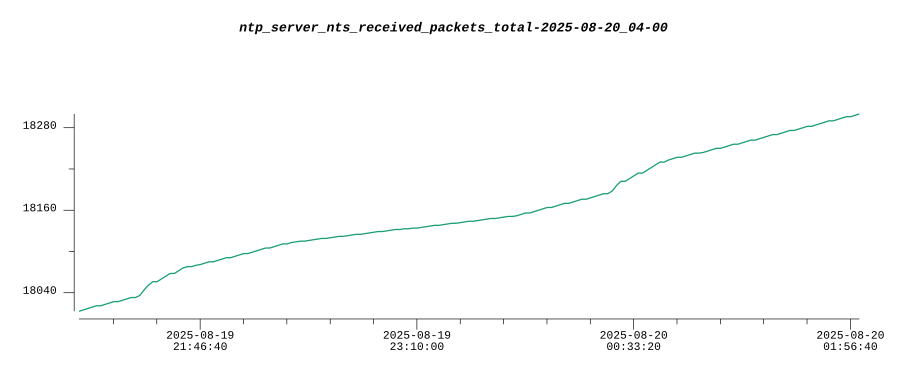 ntp_server_nts_received_packets_total-2025-08-20_04-00
18280
18160
18040
2025-08-19 2025-08-19 2025-08-20 2025-08-20
21:46:40 23:10:00 00:33:20 01:56:40